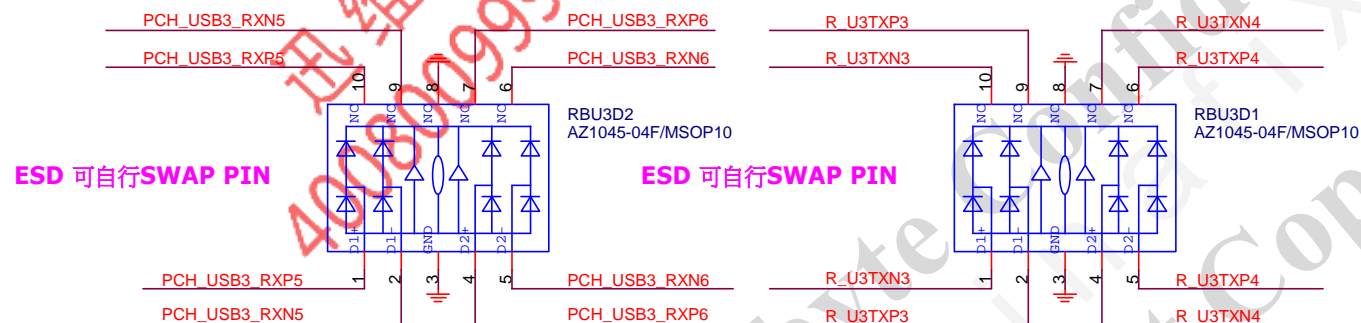 PCH_USB3_RXN5
PCH_USB3_RXP6
R_U3TXP3
R_U3TXN4
PCH_USB3_RXP5
PCH_USB3_RXN6
R_U3TXN3
R_U3TXP4
10 9 8 7 6
10 9 8 7 6
NC NC NC NC NC
NC NC NC NC NC
RBU3D2
AZ1045-04F/MSOP10
RBU3D1
AZ1045-04F/MSOP10
ESD 可自行SWAP PIN
ESD 可自行SWAP PIN
D1+ D1- GND D2+ D2-
D1+ D1- GND D2+ D2-
1 2 3 4 5
1 2 3 4 5
PCH_USB3_RXP5
PCH_USB3_RXN6
R_U3TXN3
R_U3TXP4
PCH_USB3_RXN5
PCH_USB3_RXP6
R_U3TXP3
R_U3TXN4